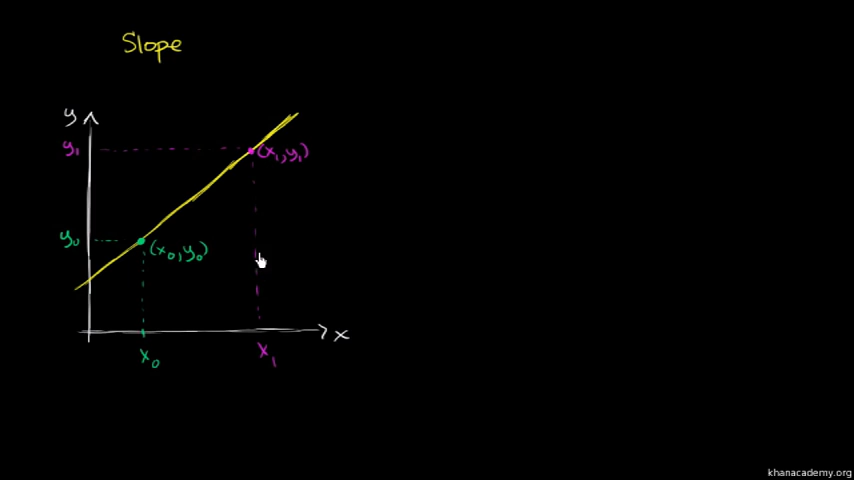 Slope
y
y₁
(x₁,y₁)
y₀
(x₀,y₀)
x
x₀
x₁
khanacademy.org